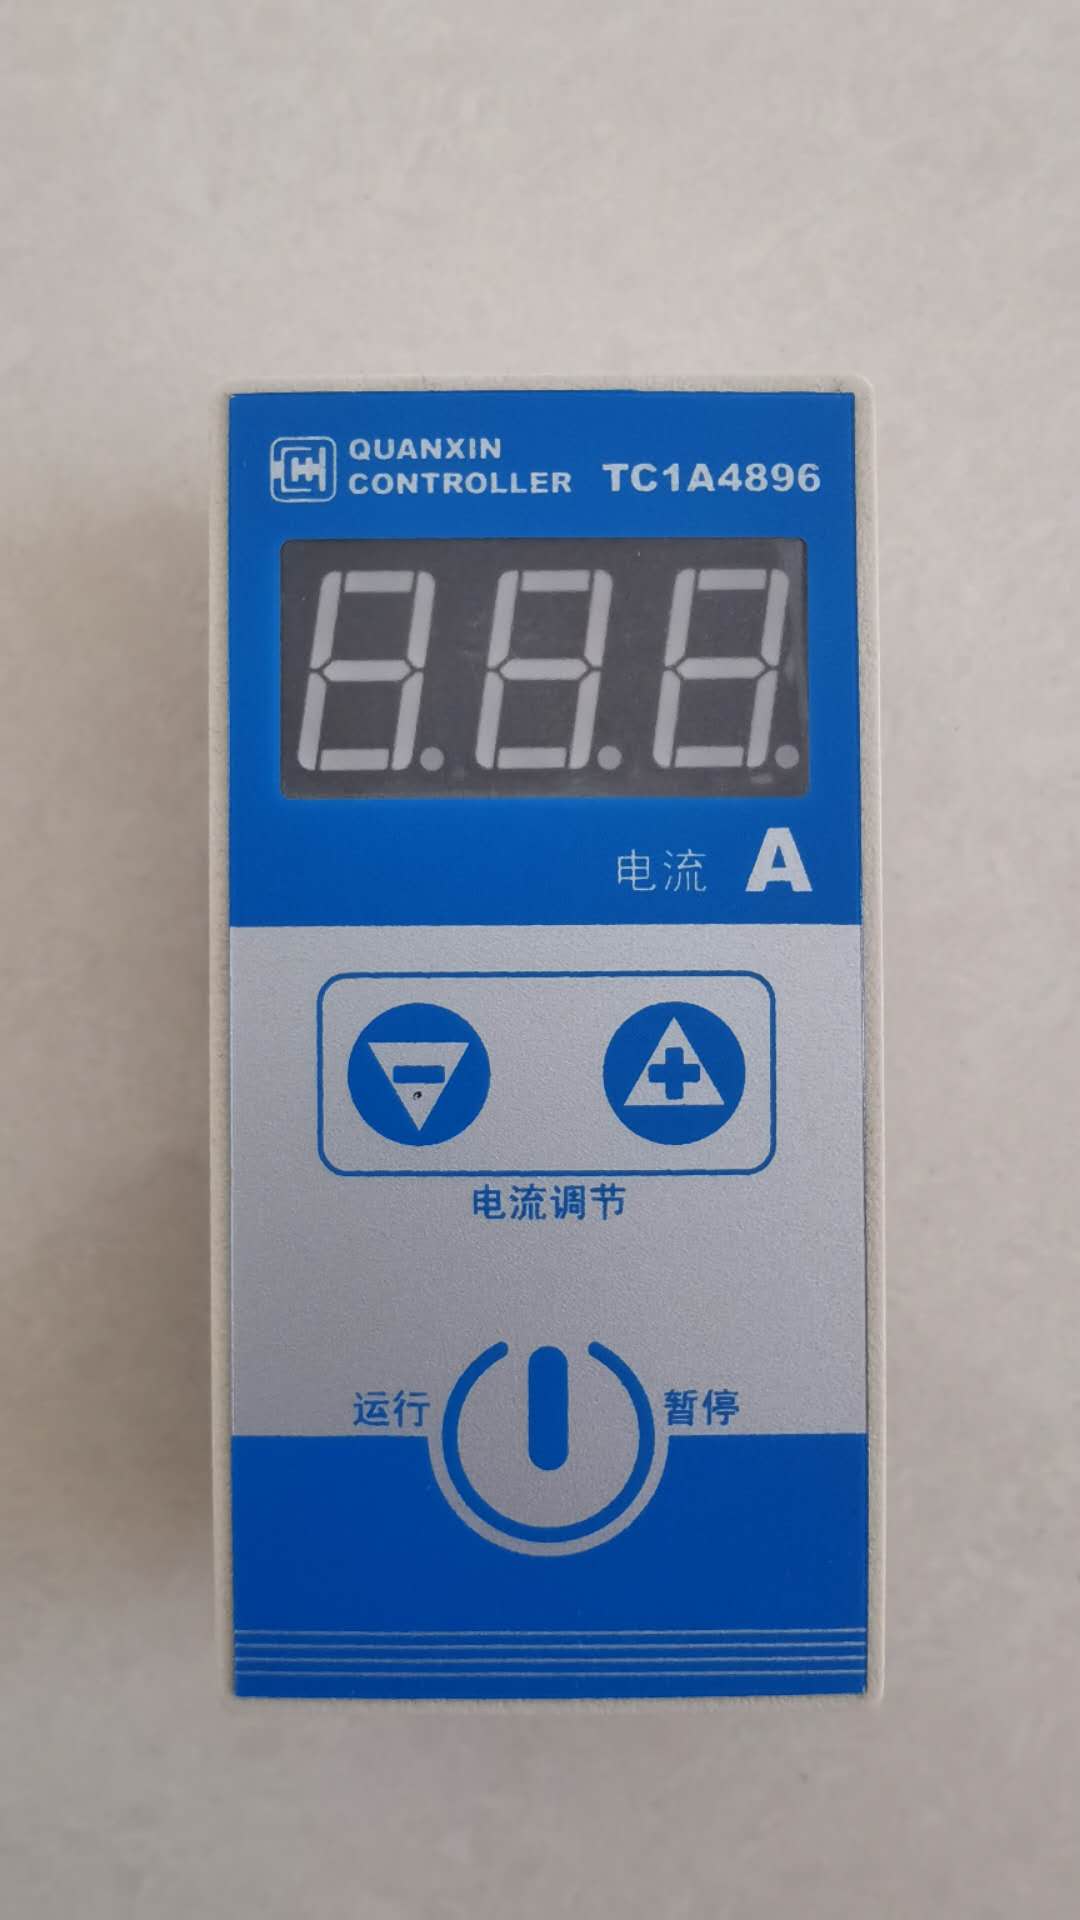 QUANXIN
CONTROLLER TC1A4896
电流 A
电流调节
运行 暂停